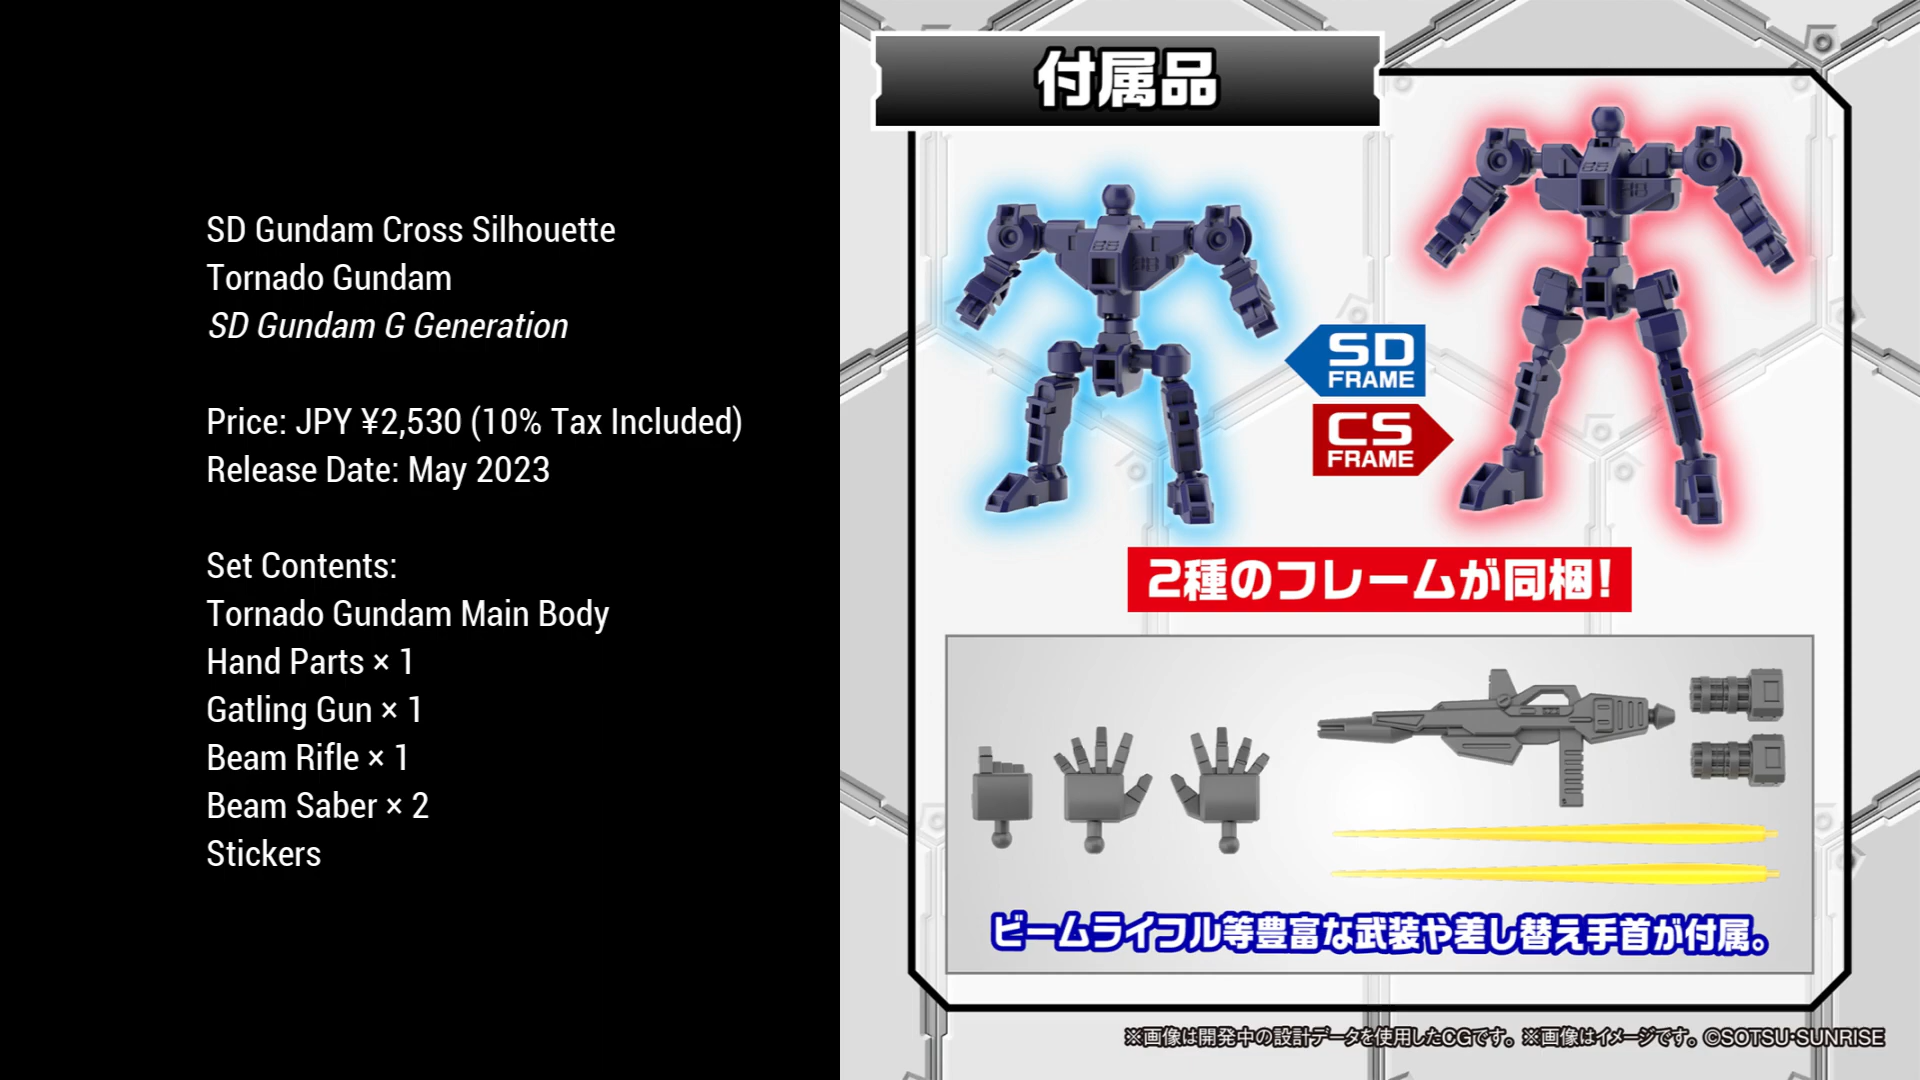 SD Gundam Cross Silhouette
Tornado Gundam
SD Gundam G Generation
Price: JPY ¥2,530 (10% Tax Included)
Release Date: May 2023
Set Contents:
Tornado Gundam Main Body
Hand Parts × 1
Gatling Gun × 1
Beam Rifle × 1
Beam Saber × 2
Stickers
付属品
SD
FRAME
CS
FRAME
2種のフレームが同梱!
ビームライフル等豊富な武装や差し替え手首が付属。
※画像は開発中の設計データを使用したCGです。※画像はイメージです。©SOTSU·SUNRISE